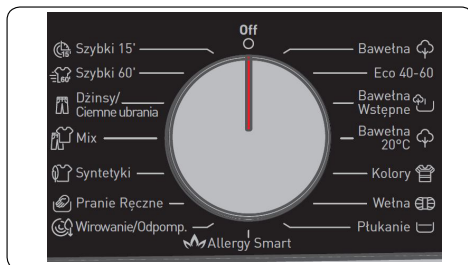 Off
Szybki 15'
Szybki 60'
Dżinsy/
Ciemne ubrania
Mix
Syntetyki
Pranie Ręczne
Wirowanie/Odpomp.
Allergy Smart
Bawełna
Eco 40-60
Bawełna
Wstępne
Bawełna
20°C
Kolory
Wełna
Płukanie